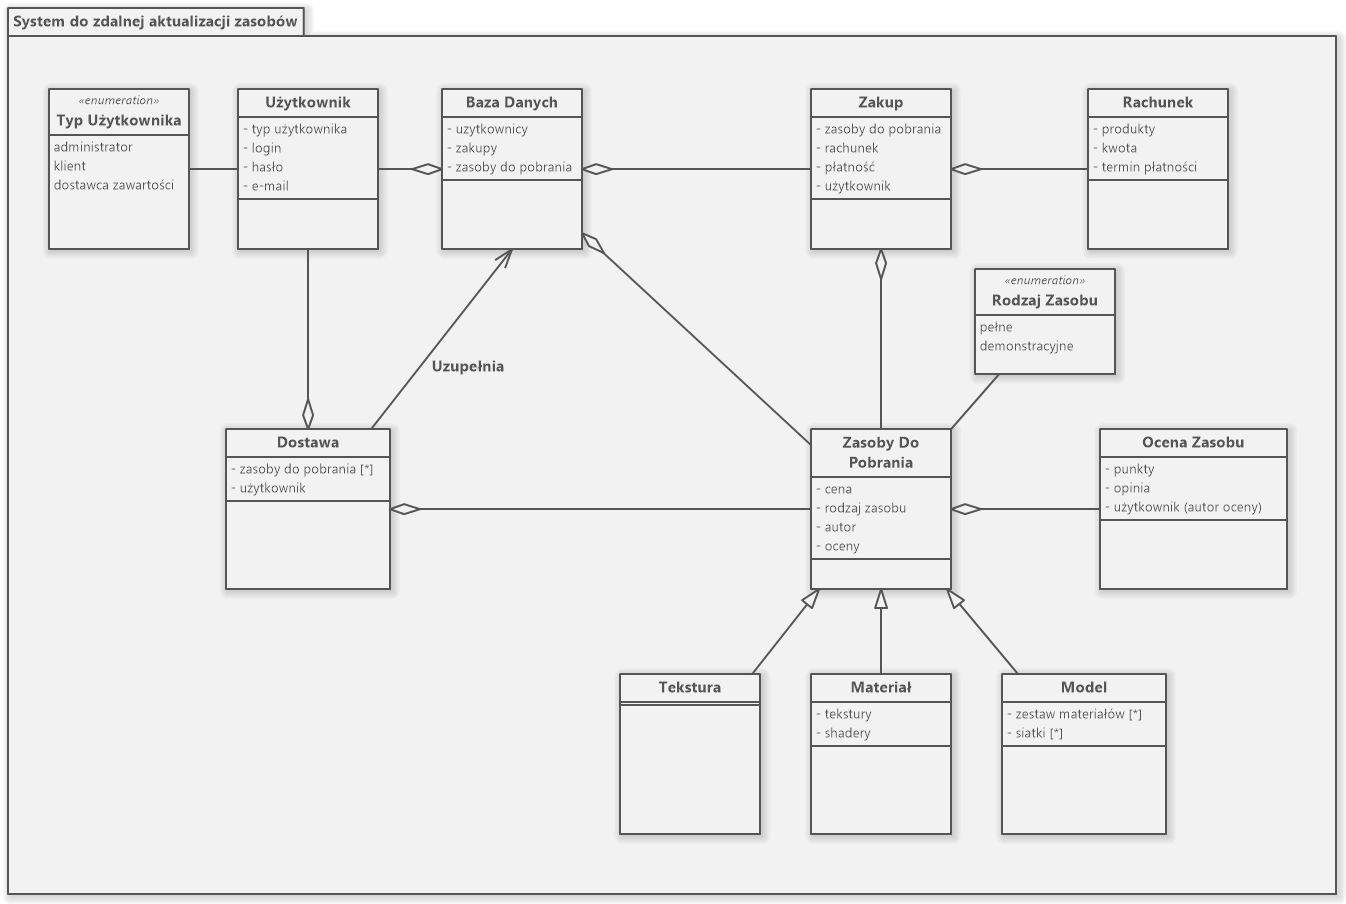 System do zdalnej aktualizacji zasobów
«enumeration»
Typ Użytkownika
administrator
klient
dostawca zawartości
Użytkownik
- typ użytkownika
- login
- hasło
- e-mail
Baza Danych
- uzytkownicy
- zakupy
- zasoby do pobrania
Zakup
- zasoby do pobrania
- rachunek
- płatność
- użytkownik
Rachunek
- produkty
- kwota
- termin płatności
«enumeration»
Rodzaj Zasobu
pełne
demonstracyjne
Uzupełnia
Dostawa
- zasoby do pobrania [*]
- użytkownik
Zasoby Do
Pobrania
- cena
- rodzaj zasobu
- autor
- oceny
Ocena Zasobu
- punkty
- opinia
- użytkownik (autor oceny)
Tekstura
Materiał
- tekstury
- shadery
Model
- zestaw materiałów [*]
- siatki [*]